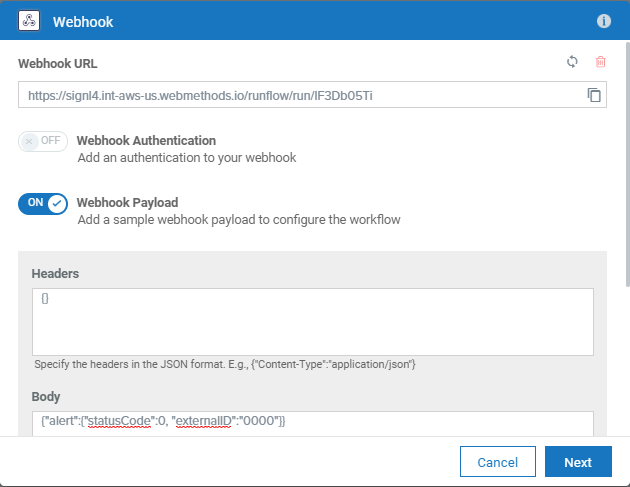 Webhook
Webhook URL
https://signl4.int-aws-us.webmethods.io/runflow/run/IF3Db05Ti
OFF
Webhook Authentication
Add an authentication to your webhook
ON
Webhook Payload
Add a sample webhook payload to configure the workflow
Headers
{}
Specify the headers in the JSON format. E.g., {"Content-Type":"application/json"}
Body
{"alert":{"statusCode":0, "externalID":"0000"}}
Cancel
Next